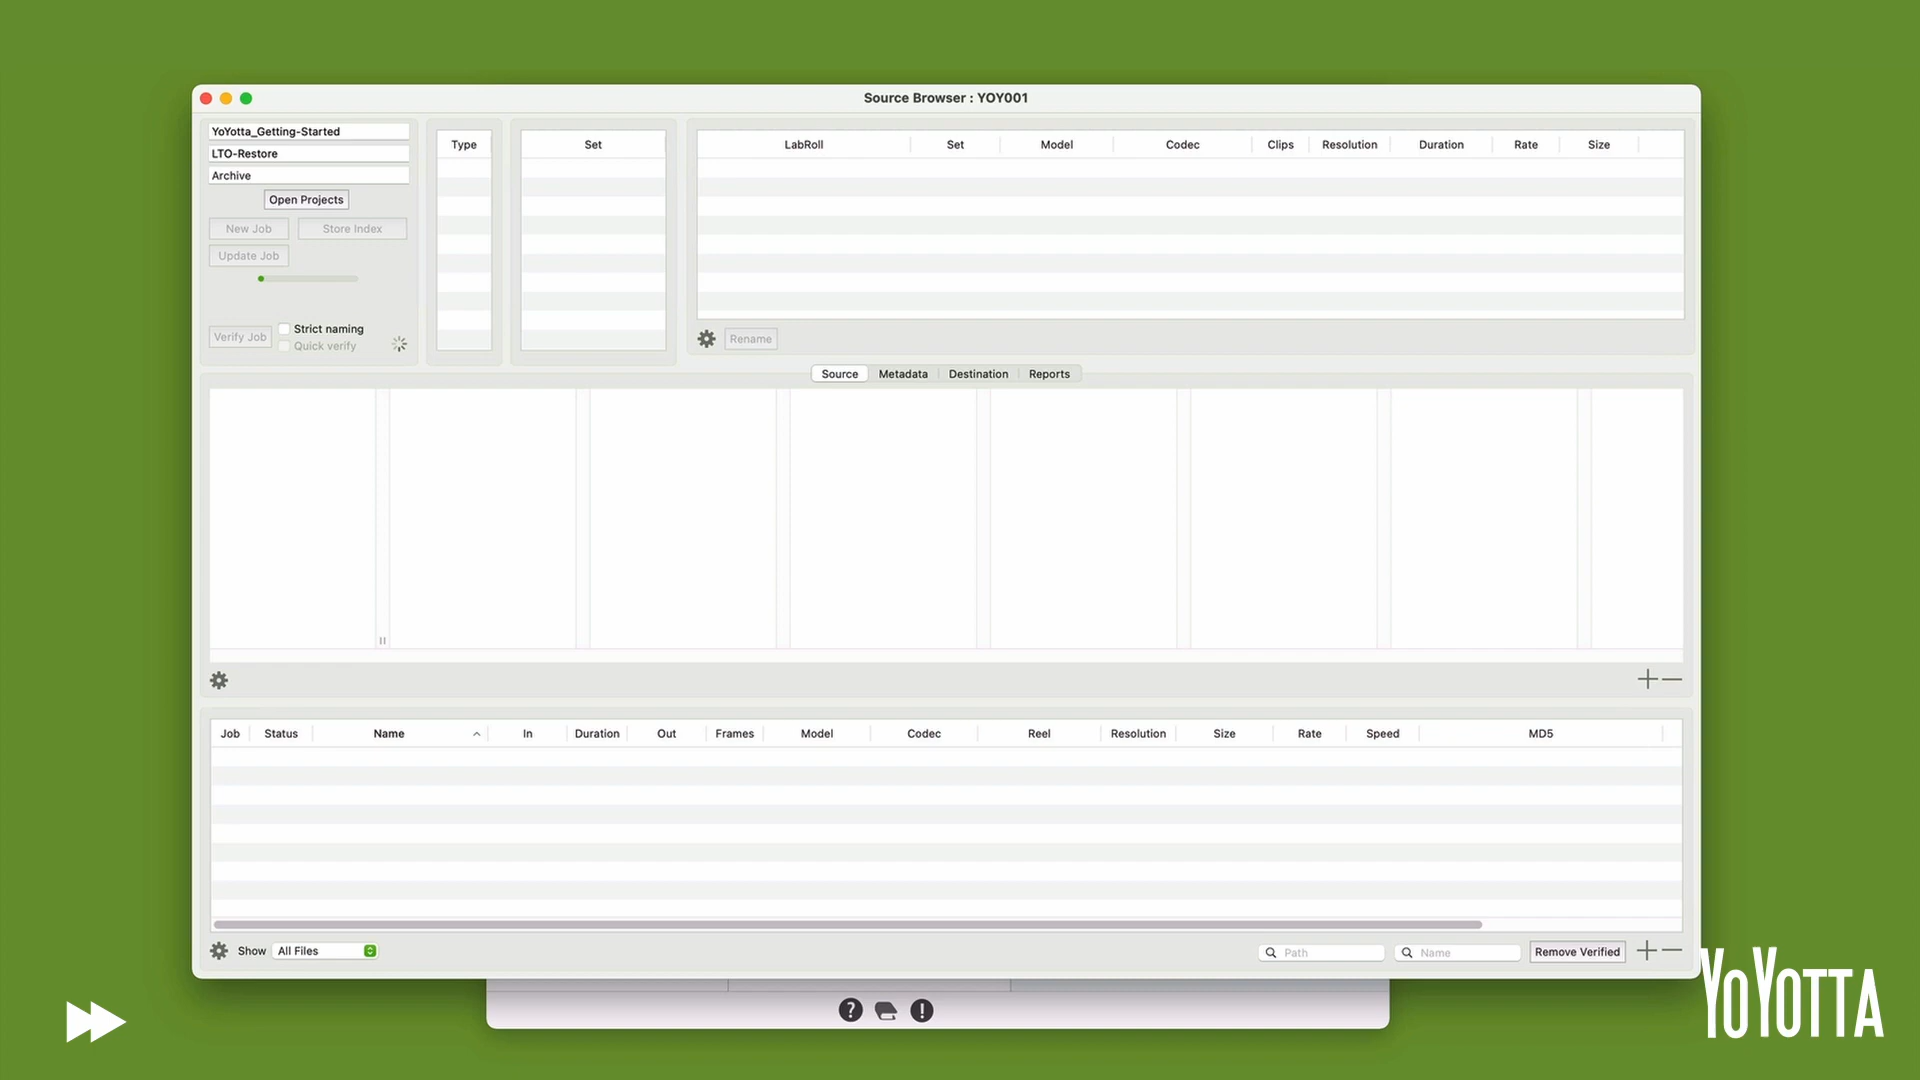 Source Browser : YOY001
YoYotta_Getting-Started
LTO-Restore
Archive
Open Projects
New Job Store Index
Update Job
Verify Job Strict naming
Quick verify
Type
Set
LabRoll Set Model Codec Clips Resolution Duration Rate Size
Rename
Source Metadata Destination Reports
Job Status Name In Duration Out Frames Model Codec Reel Resolution Size Rate Speed MD5
Show All Files Path Name Remove Verified
YOYOTTA